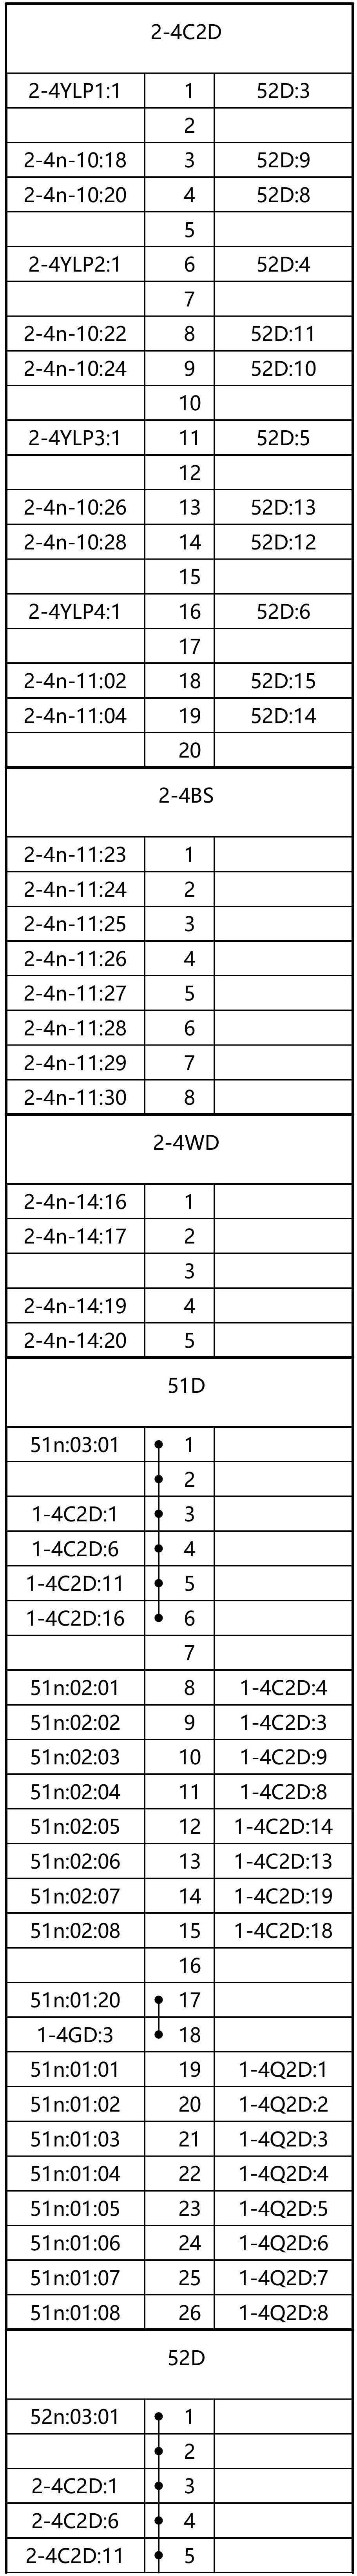 2-4C2D
2-4YLP1:1 1 52D:3
2
2-4n-10:18 3 52D:9
2-4n-10:20 4 52D:8
5
2-4YLP2:1 6 52D:4
7
2-4n-10:22 8 52D:11
2-4n-10:24 9 52D:10
10
2-4YLP3:1 11 52D:5
12
2-4n-10:26 13 52D:13
2-4n-10:28 14 52D:12
15
2-4YLP4:1 16 52D:6
17
2-4n-11:02 18 52D:15
2-4n-11:04 19 52D:14
20
2-4BS
2-4n-11:23 1
2-4n-11:24 2
2-4n-11:25 3
2-4n-11:26 4
2-4n-11:27 5
2-4n-11:28 6
2-4n-11:29 7
2-4n-11:30 8
2-4WD
2-4n-14:16 1
2-4n-14:17 2
3
2-4n-14:19 4
2-4n-14:20 5
51D
51n:03:01 1
2
1-4C2D:1 3
1-4C2D:6 4
1-4C2D:11 5
1-4C2D:16 6
7
51n:02:01 8 1-4C2D:4
51n:02:02 9 1-4C2D:3
51n:02:03 10 1-4C2D:9
51n:02:04 11 1-4C2D:8
51n:02:05 12 1-4C2D:14
51n:02:06 13 1-4C2D:13
51n:02:07 14 1-4C2D:19
51n:02:08 15 1-4C2D:18
16
51n:01:20 17
1-4GD:3 18
51n:01:01 19 1-4Q2D:1
51n:01:02 20 1-4Q2D:2
51n:01:03 21 1-4Q2D:3
51n:01:04 22 1-4Q2D:4
51n:01:05 23 1-4Q2D:5
51n:01:06 24 1-4Q2D:6
51n:01:07 25 1-4Q2D:7
51n:01:08 26 1-4Q2D:8
52D
52n:03:01 1
2
2-4C2D:1 3
2-4C2D:6 4
2-4C2D:11 5